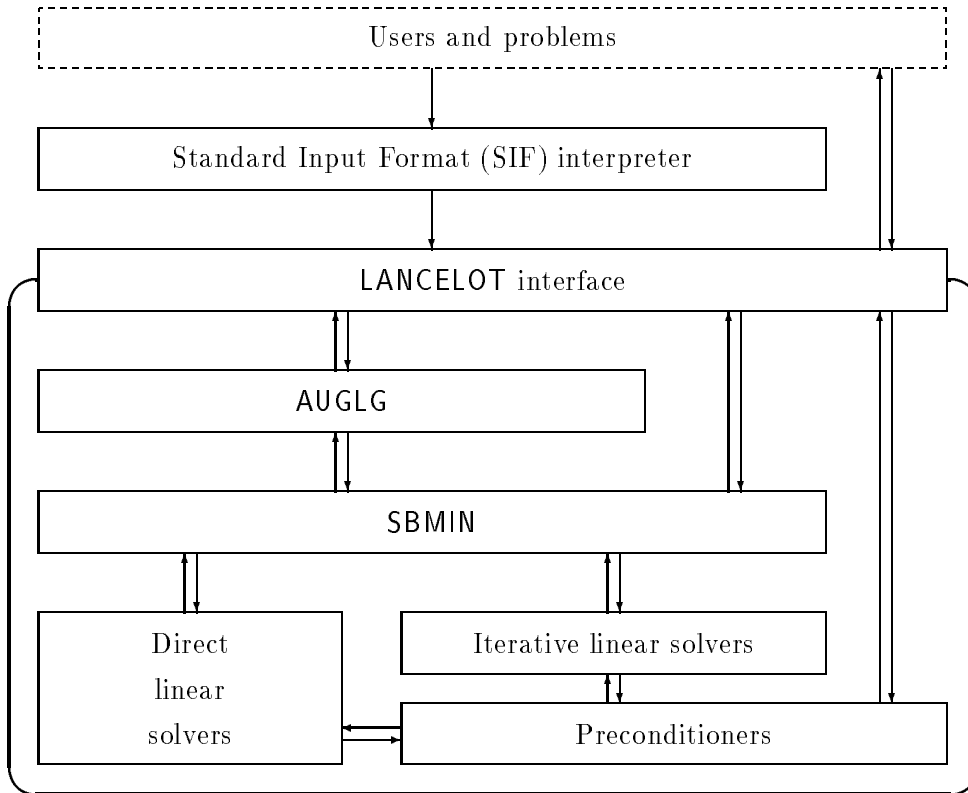 Users and problems
Standard Input Format (SIF) interpreter
LANCELOT interface
AUGLG
SBMIN
Direct
linear
solvers
Iterative linear solvers
Preconditioners